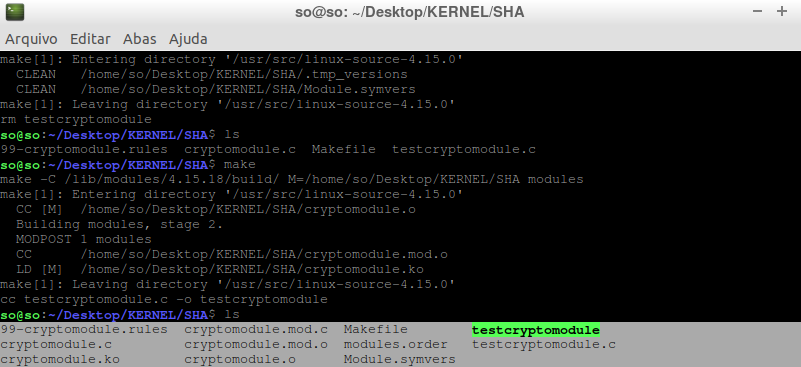 so@so: ~/Desktop/KERNEL/SHA
Arquivo Editar Abas Ajuda
make[1]: Entering directory '/usr/src/linux-source-4.15.0'
  CLEAN   /home/so/Desktop/KERNEL/SHA/.tmp_versions
  CLEAN   /home/so/Desktop/KERNEL/SHA/Module.symvers
make[1]: Leaving directory '/usr/src/linux-source-4.15.0'
rm testcryptomodule
so@so:~/Desktop/KERNEL/SHA$ ls
99-cryptomodule.rules  cryptomodule.c  Makefile  testcryptomodule.c
so@so:~/Desktop/KERNEL/SHA$ make
make -C /lib/modules/4.15.18/build/ M=/home/so/Desktop/KERNEL/SHA modules
make[1]: Entering directory '/usr/src/linux-source-4.15.0'
  CC [M]  /home/so/Desktop/KERNEL/SHA/cryptomodule.o
  Building modules, stage 2.
  MODPOST 1 modules
  CC      /home/so/Desktop/KERNEL/SHA/cryptomodule.mod.o
  LD [M]  /home/so/Desktop/KERNEL/SHA/cryptomodule.ko
make[1]: Leaving directory '/usr/src/linux-source-4.15.0'
cc testcryptomodule.c -o testcryptomodule
so@so:~/Desktop/KERNEL/SHA$ ls
99-cryptomodule.rules  cryptomodule.mod.c  Makefile        testcryptomodule
cryptomodule.c         cryptomodule.mod.o  modules.order   testcryptomodule.c
cryptomodule.ko        cryptomodule.o      Module.symvers